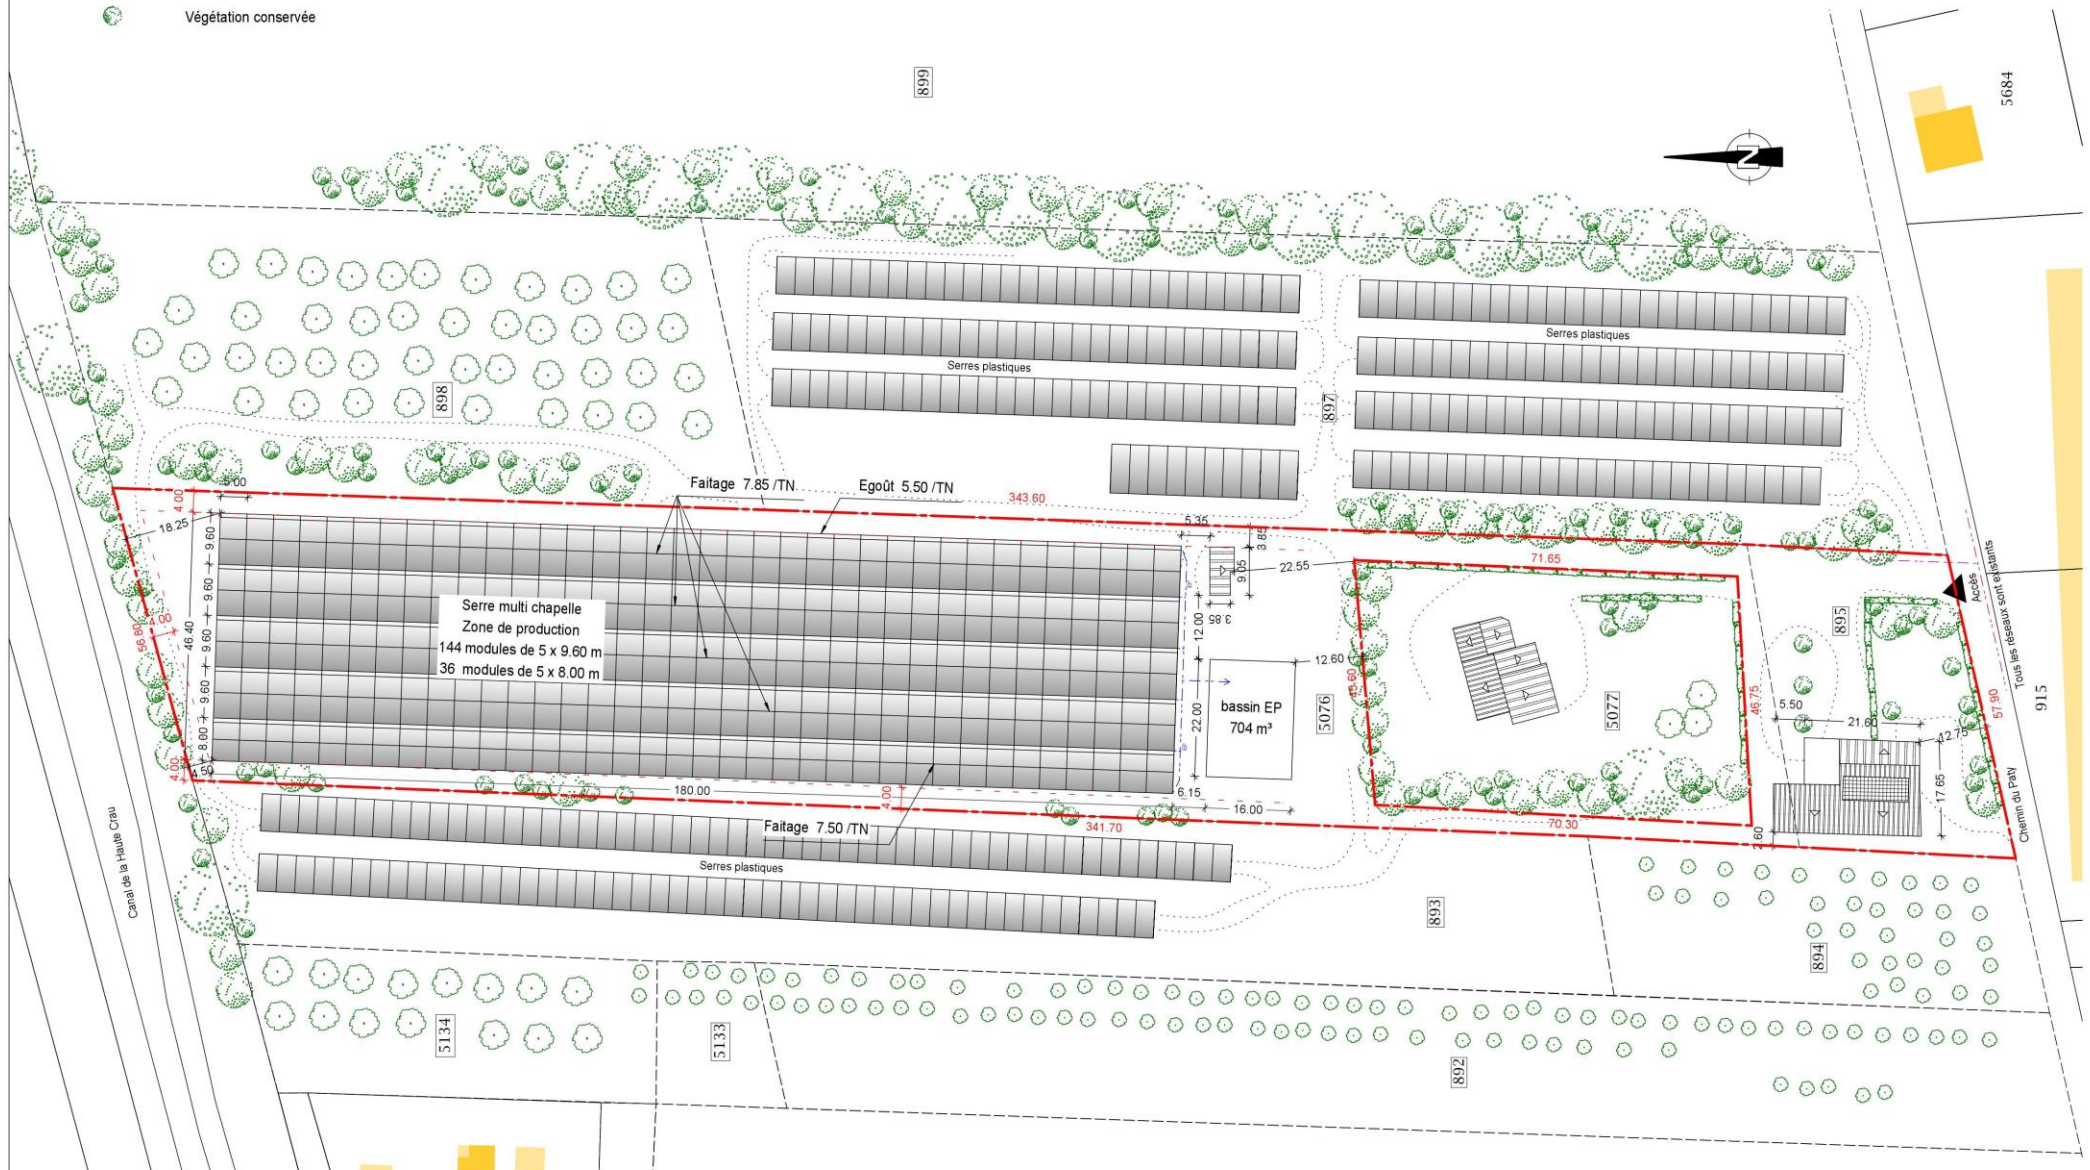 Végétation conservée
899
5684
N
898
Serres plastiques
Serres plastiques
897
Faitage 7.85 /TN
Egoût 5.50 /TN
343.60
5.00
4.00
18.25
9.60
9.60
9.60
9.60
8.00
46.40
56.80
4.00
4.00
4.50
Serre multi chapelle
Zone de production
144 modules de 5 x 9.60 m
36 modules de 5 x 8.00 m
5.35
3.85
9.05
3.85
22.55
12.00
22.00
12.60
bassin EP
704 m³
5076
45.60
71.65
5077
46.75
70.30
895
Accès
Tous les réseaux sont existants
915
57.90
5.50
21.60
12.75
17.65
2.60
Chemin du Paty
180.00
4.00
6.15
16.00
341.70
Faitage 7.50 /TN
Serres plastiques
Canal de la Haute Crau
893
894
5134
5133
892